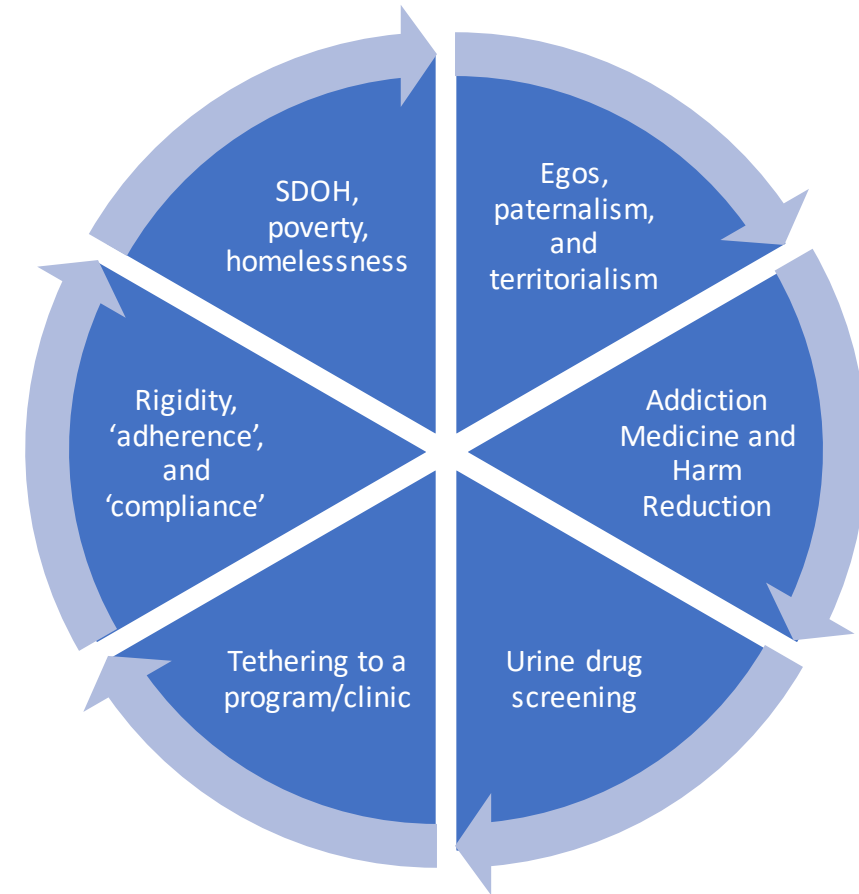 Egos,
paternalism,
and
territorialism
Addiction
Medicine and
Harm
Reduction
Urine drug
screening
Tethering to a
program/clinic
Rigidity,
‘adherence’,
and
‘compliance’
SDOH,
poverty,
homelessness